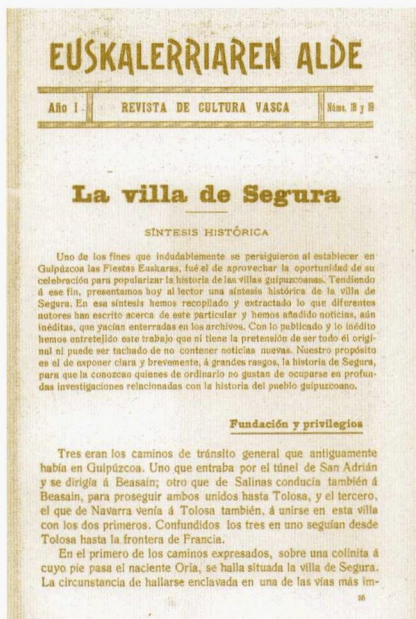 EUSKALERRIAREN ALDE
Año I REVISTA DE CULTURA VASCA Núms. 18 y 19
La villa de Segura
SÍNTESIS HISTÓRICA
Uno de los fines que indudablemente se persiguieron al establecer en
Guipúzcoa las Fiestas Euskaras, fué el de aprovechar la oportunidad de su
celebración para popularizar la historia de las villas guipuzcoanas. Tendiendo
á ese fin, presentamos hoy al lector una síntesis histórica de la villa de
Segura. En esa síntesis hemos recopilado y extractado lo que diferentes
autores han escrito acerca de este particular y hemos añadido noticias, aún
inéditas, que yacían enterradas en los archivos. Con lo publicado y lo inédito
hemos entretejido este trabajo que ni tiene la pretensión de ser todo él origi-
nal ni puede ser tachado de no contener noticias nuevas. Nuestro propósito
es el de exponer clara y brevemente, á grandes rasgos, la historia de Segura,
para que la conozcan quienes de ordinario no gustan de ocuparse en profun-
das investigaciones relacionadas con la historia del pueblo guipuzcoano.
Fundación y privilegios
Tres eran los caminos de tránsito general que antiguamente
había en Guipúzcoa. Uno que entraba por el túnel de San Adrián
y se dirigía á Beasain; otro que de Salinas conducía también á
Beasain, para proseguir ambos unidos hasta Tolosa, y el tercero,
el que de Navarra venía á Tolosa también, á unirse en esta villa
con los dos primeros. Confundidos los tres en uno seguían desde
Tolosa hasta la frontera de Francia.
En el primero de los caminos expresados, sobre una colinita á
cuyo pie pasa el naciente Oria, se halla situada la villa de Segura.
La circunstancia de hallarse enclavada en una de las vías más im-